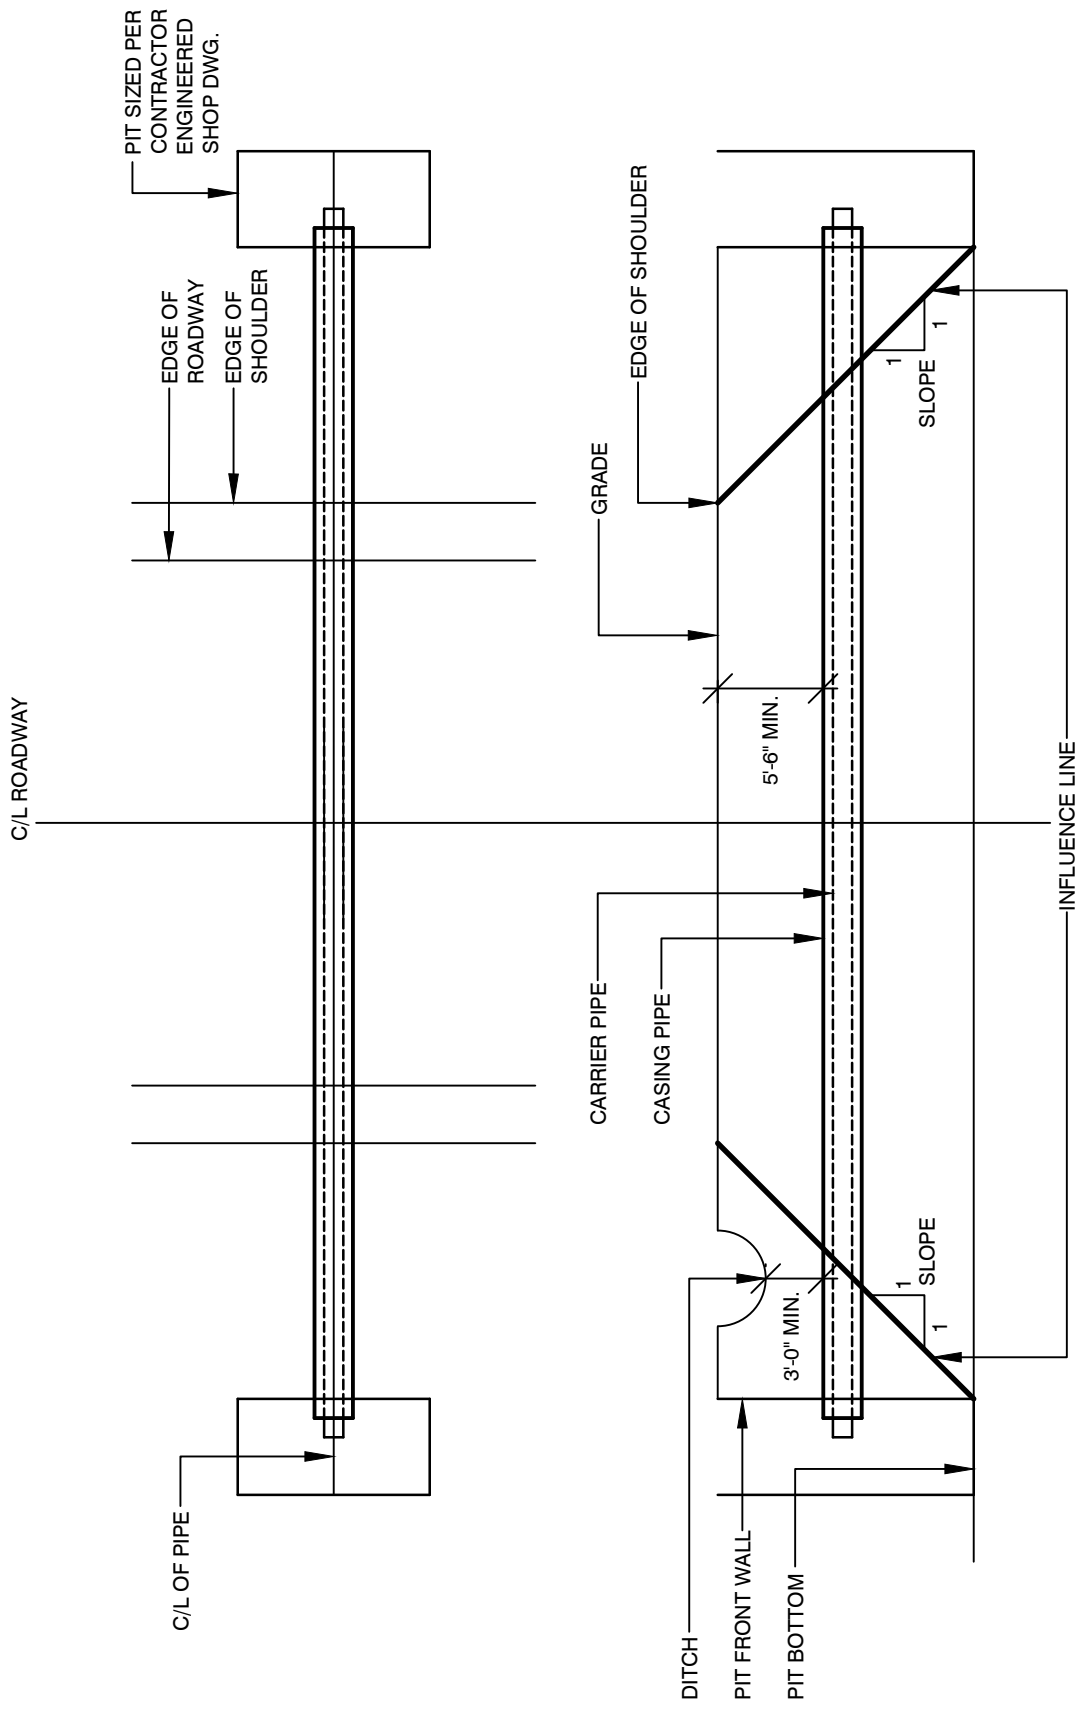 C/L ROADWAY
PIT SIZED PER
CONTRACTOR
ENGINEERED
SHOP DWG.
EDGE OF
ROADWAY
EDGE OF
SHOULDER
C/L OF PIPE
EDGE OF SHOULDER
GRADE
CARRIER PIPE
CASING PIPE
5'-6" MIN.
3'-0" MIN.
DITCH
PIT FRONT WALL
PIT BOTTOM
1
1
SLOPE
1
1
SLOPE
INFLUENCE LINE